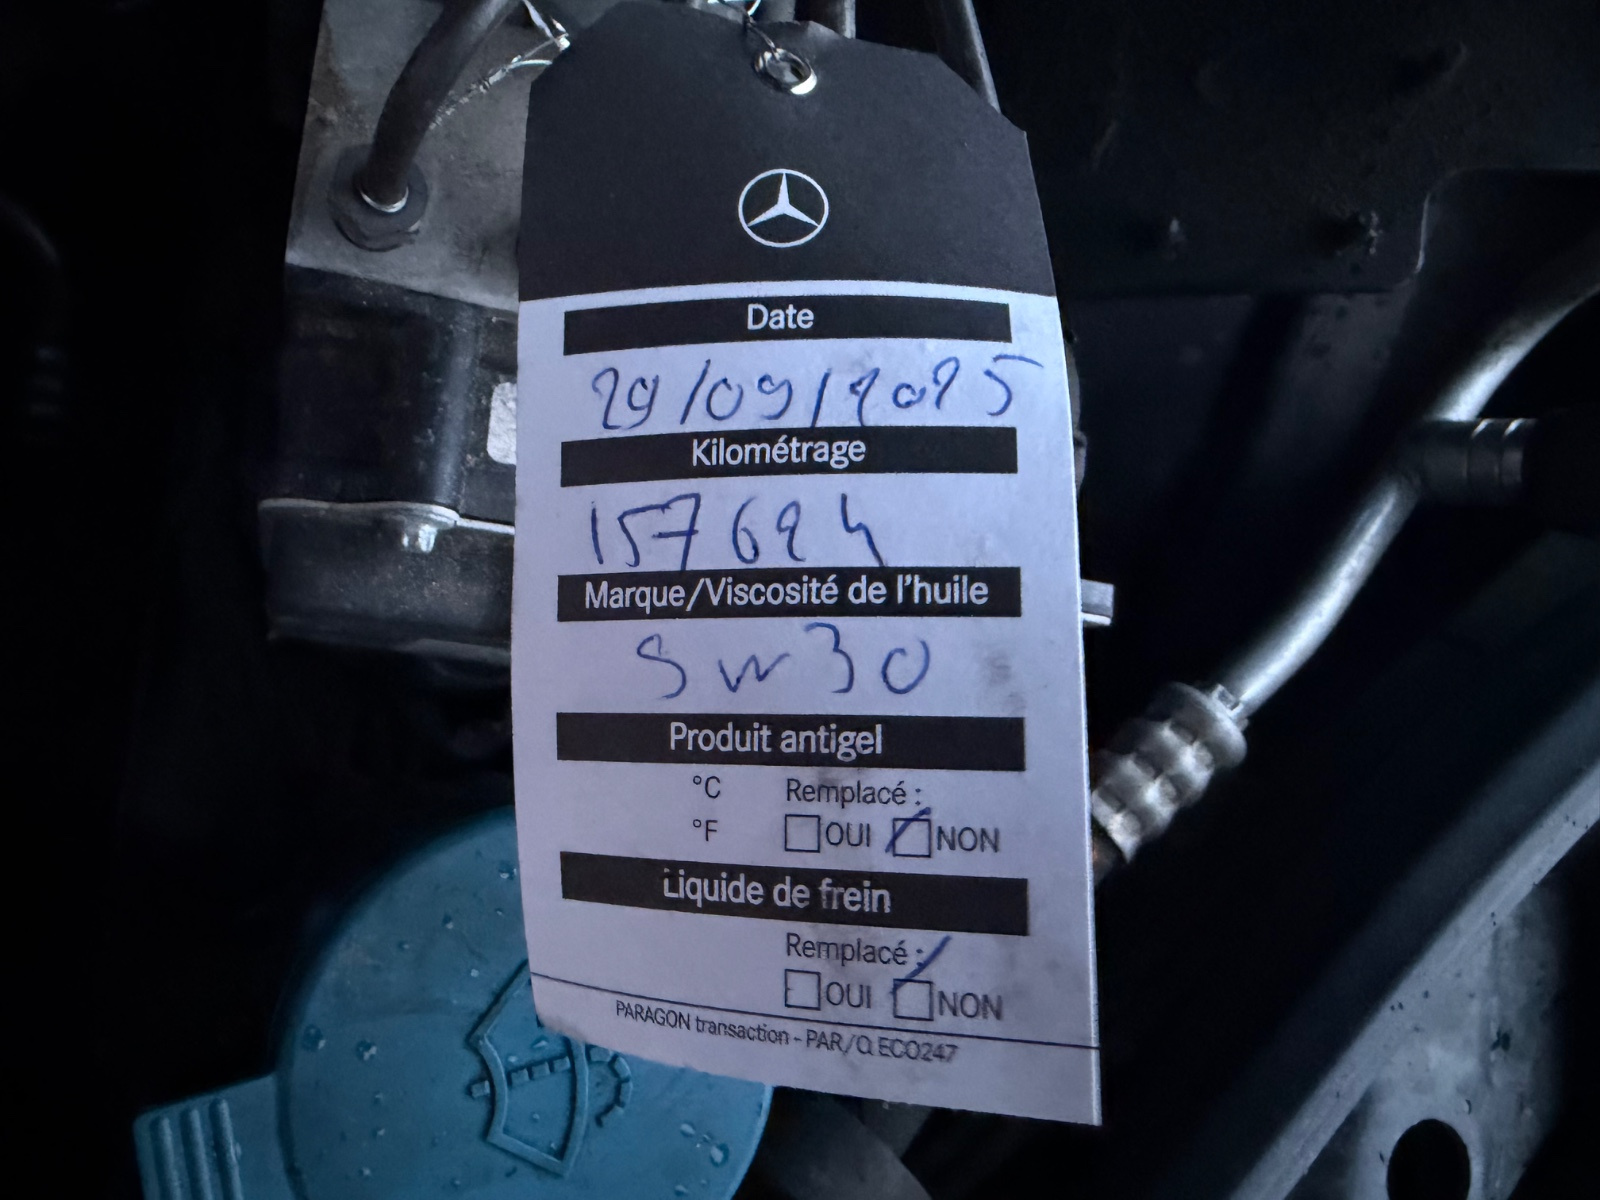 Date
29/09/2025
Kilométrage
157624
Marque/Viscosité de l'huile
5w30
Produit antigel
°C Remplacé :
°F OUI NON
Liquide de frein
Remplacé :
OUI NON
PARAGON transaction - PAR/Q ECO247